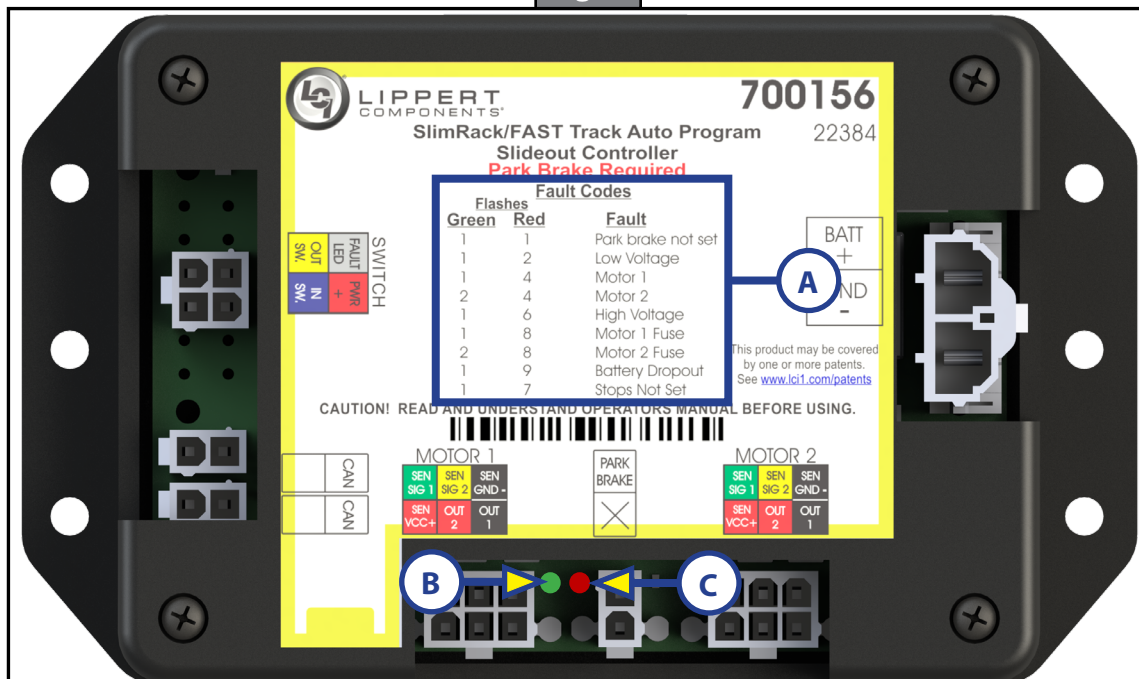 LCI
LIPPERT
COMPONENTS
700156
22384
SlimRack/FAST Track Auto Program
Slideout Controller
Park Brake Required
Fault Codes
Flashes
Green Red Fault
1 1 Park brake not set
1 2 Low Voltage
1 4 Motor 1
2 4 Motor 2
1 6 High Voltage
1 8 Motor 1 Fuse
2 8 Motor 2 Fuse
1 9 Battery Dropout
1 7 Stops Not Set
A
SWITCH
FAULT LED
PWR +
OUT SW.
IN SW.
BATT
+
-
This product may be covered
by one or more patents.
See www.lci1.com/patents
CAUTION! READ AND UNDERSTAND OPERATORS MANUAL BEFORE USING.
CAN
CAN
MOTOR 1
SEN SIG 1 SEN SIG 2 SEN GND -
SEN VCC+ OUT 2 OUT 1
PARK
BRAKE
MOTOR 2
SEN SIG 1 SEN SIG 2 SEN GND -
SEN VCC+ OUT 2 OUT 1
B
C